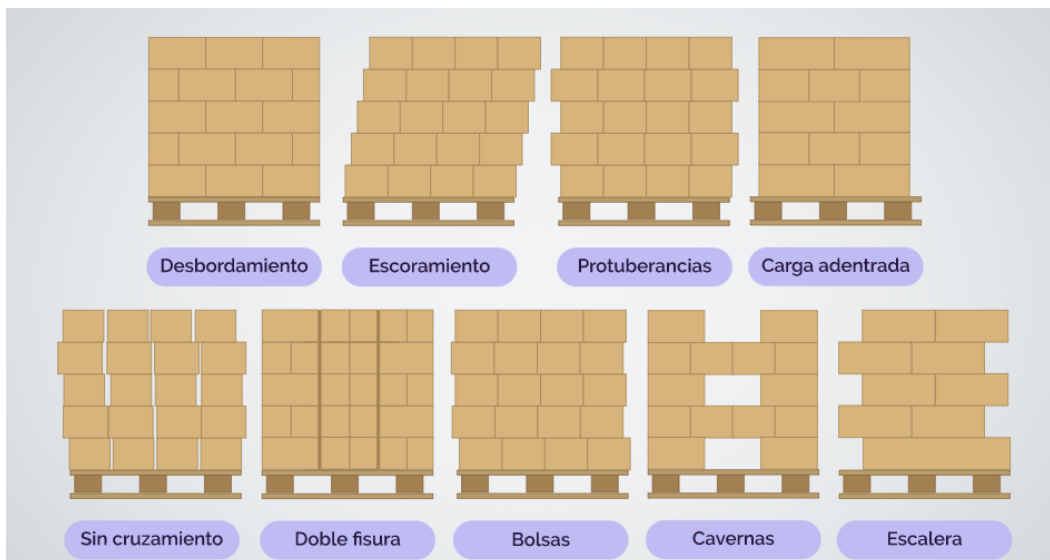 Desbordamiento
Escoramiento
Protuberancias
Carga adentrada
Sin cruzamiento
Doble fisura
Bolsas
Cavernas
Escalera